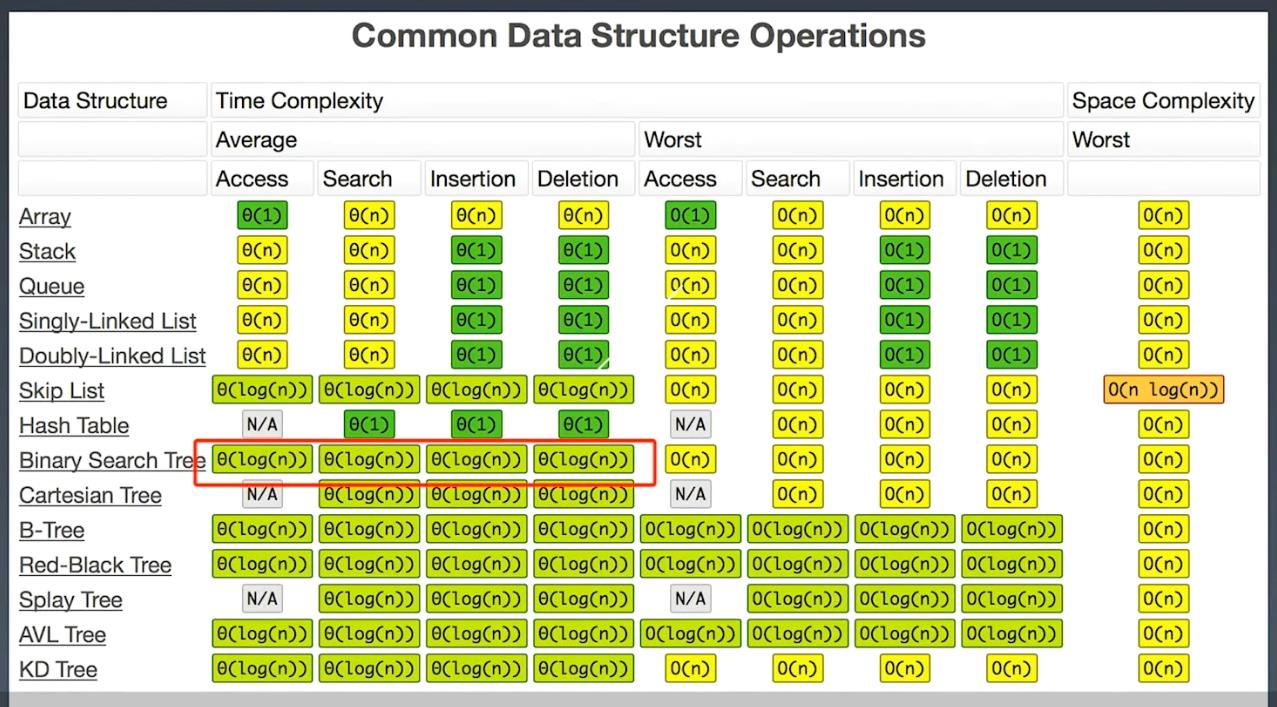 Common Data Structure Operations
Data Structure Time Complexity Space Complexity
Average Worst Worst
Access Search Insertion Deletion Access Search Insertion Deletion
Array θ(1) θ(n) θ(n) θ(n) O(1) O(n) O(n) O(n) O(n)
Stack θ(n) θ(n) θ(1) θ(1) O(n) O(n) O(1) O(1) O(n)
Queue θ(n) θ(n) θ(1) θ(1) O(n) O(n) O(1) O(1) O(n)
Singly-Linked List θ(n) θ(n) θ(1) θ(1) O(n) O(n) O(1) O(1) O(n)
Doubly-Linked List θ(n) θ(n) θ(1) θ(1) O(n) O(n) O(1) O(1) O(n)
Skip List θ(log(n)) θ(log(n)) θ(log(n)) θ(log(n)) O(n) O(n) O(n) O(n) O(n log(n))
Hash Table N/A θ(1) θ(1) θ(1) N/A O(n) O(n) O(n) O(n)
Binary Search Tree θ(log(n)) θ(log(n)) θ(log(n)) θ(log(n)) O(n) O(n) O(n) O(n) O(n)
Cartesian Tree N/A θ(log(n)) θ(log(n)) θ(log(n)) N/A O(n) O(n) O(n) O(n)
B-Tree θ(log(n)) θ(log(n)) θ(log(n)) θ(log(n)) O(log(n)) O(log(n)) O(log(n)) O(log(n)) O(n)
Red-Black Tree θ(log(n)) θ(log(n)) θ(log(n)) θ(log(n)) O(log(n)) O(log(n)) O(log(n)) O(log(n)) O(n)
Splay Tree N/A θ(log(n)) θ(log(n)) θ(log(n)) N/A O(log(n)) O(log(n)) O(log(n)) O(n)
AVL Tree θ(log(n)) θ(log(n)) θ(log(n)) θ(log(n)) O(log(n)) O(log(n)) O(log(n)) O(log(n)) O(n)
KD Tree θ(log(n)) θ(log(n)) θ(log(n)) θ(log(n)) O(n) O(n) O(n) O(n) O(n)